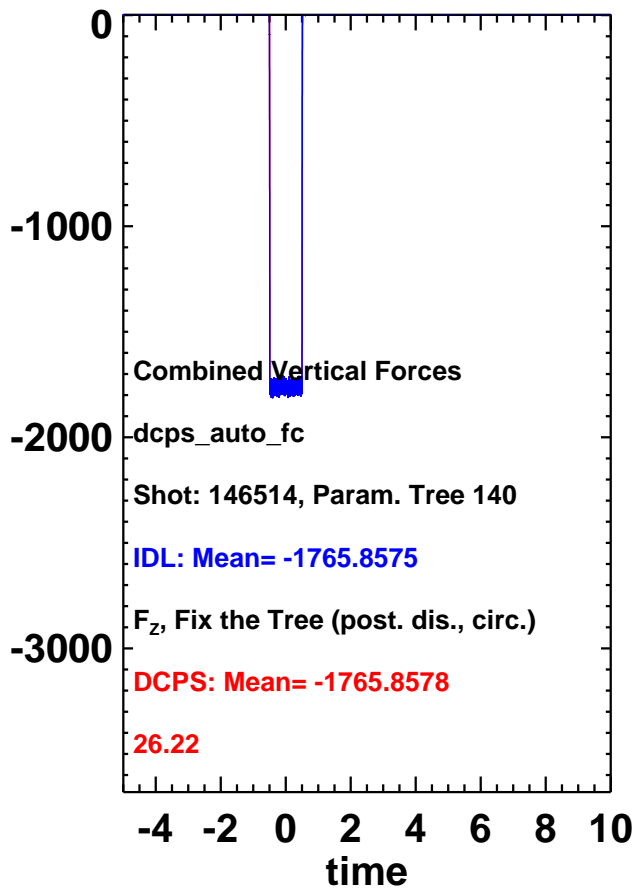 0
-1000
Combined Vertical Forces
-2000
dcps_auto_fc
Shot: 146514, Param. Tree 140
IDL: Mean= -1765.8575
F_Z, Fix the Tree (post. dis., circ.)
-3000
DCPS: Mean= -1765.8578
26.22
-4 -2 0 2 4 6 8 10
time